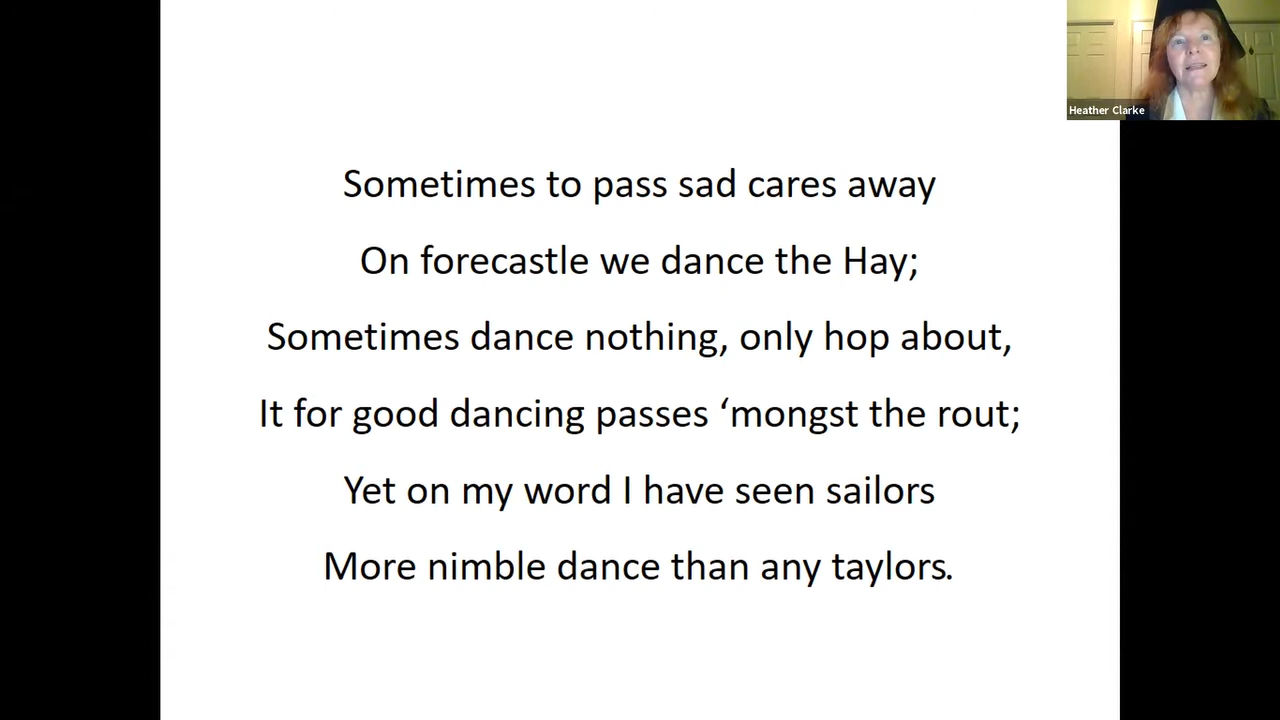 Heather Clarke
Sometimes to pass sad cares away
On forecastle we dance the Hay;
Sometimes dance nothing, only hop about,
It for good dancing passes ‘mongst the rout;
Yet on my word I have seen sailors
More nimble dance than any taylors.